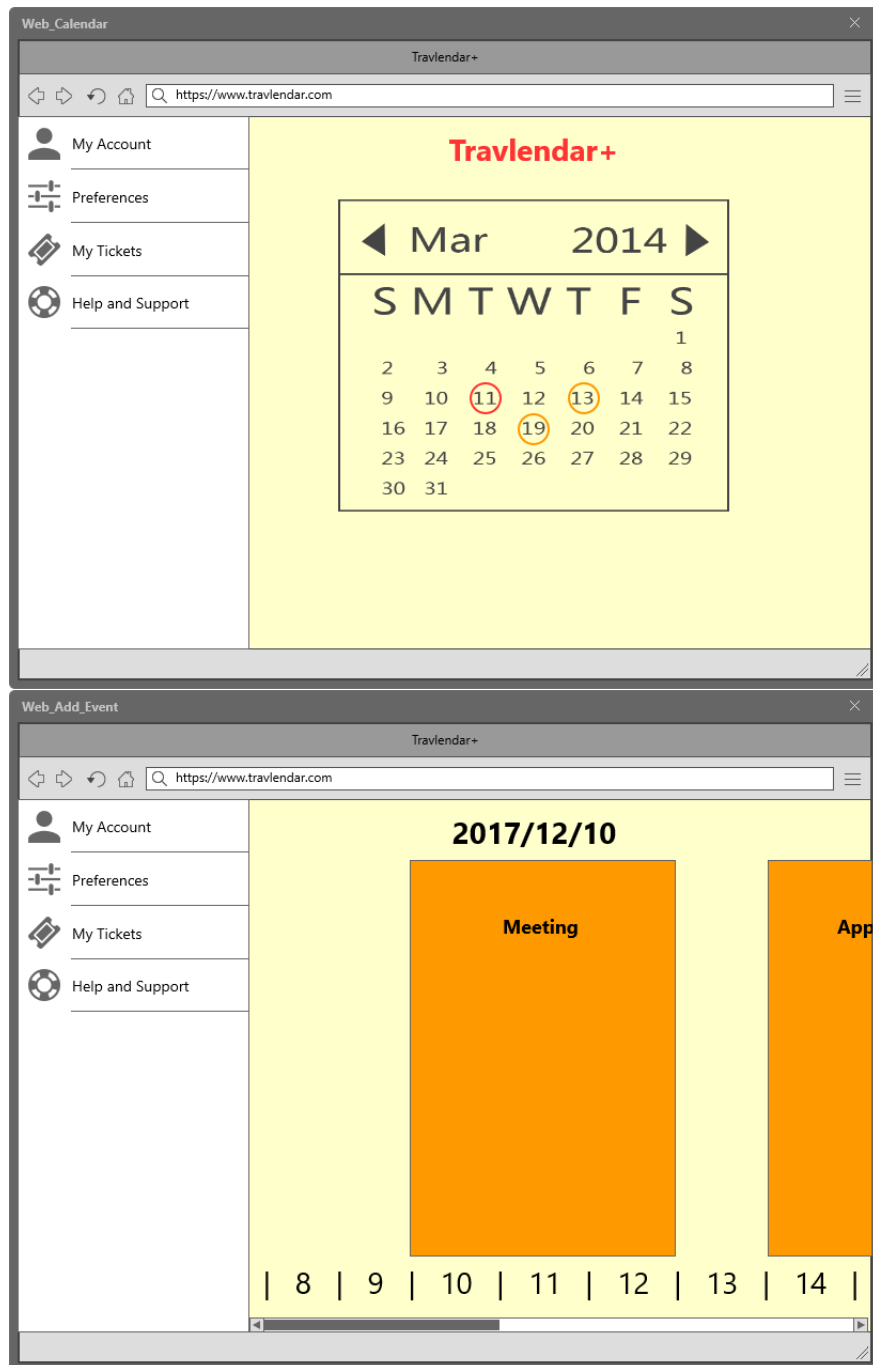 Web_Calendar
Travlendar+
https://www.travlendar.com
My Account
Preferences
My Tickets
Help and Support
Travlendar+
Mar 2014
S M T W T F S
1
2 3 4 5 6 7 8
9 10 11 12 13 14 15
16 17 18 19 20 21 22
23 24 25 26 27 28 29
30 31
Web_Add_Event
Travlendar+
https://www.travlendar.com
My Account
Preferences
My Tickets
Help and Support
2017/12/10
Meeting
App
| 8 | 9 | 10 | 11 | 12 | 13 | 14 |